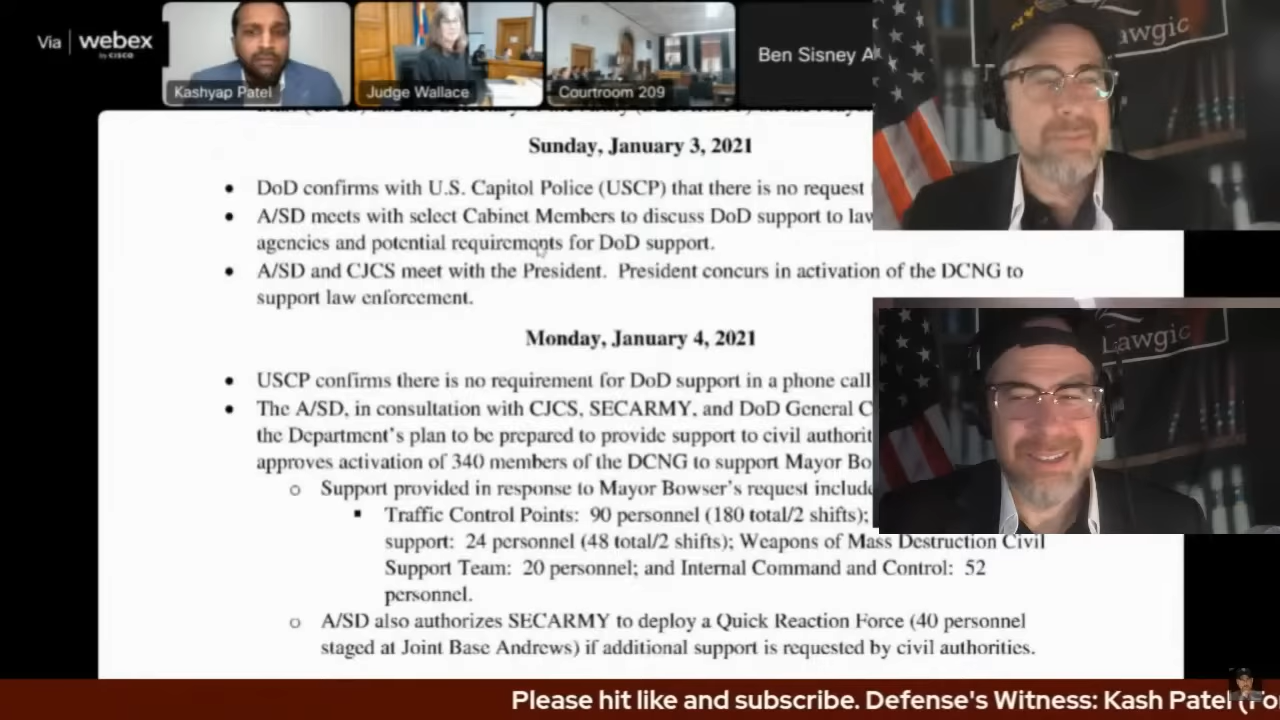 Via webex
by CISCO
Kashyap Patel
Judge Wallace
Courtroom 209
Ben Sisney A
awgic
Sunday, January 3, 2021
• DoD confirms with U.S. Capitol Police (USCP) that there is no request
• A/SD meets with select Cabinet Members to discuss DoD support to law
agencies and potential requirements for DoD support.
• A/SD and CJCS meet with the President. President concurs in activation of the DCNG to
support law enforcement.
Lawgic
Monday, January 4, 2021
• USCP confirms there is no requirement for DoD support in a phone call
• The A/SD, in consultation with CJCS, SECARMY, and DoD General C
the Department's plan to be prepared to provide support to civil authorit
approves activation of 340 members of the DCNG to support Mayor Bo
o Support provided in response to Mayor Bowser's request include
▪ Traffic Control Points: 90 personnel (180 total/2 shifts);
support: 24 personnel (48 total/2 shifts); Weapons of Mass Destruction Civil
Support Team: 20 personnel; and Internal Command and Control: 52
personnel.
o A/SD also authorizes SECARMY to deploy a Quick Reaction Force (40 personnel
staged at Joint Base Andrews) if additional support is requested by civil authorities.
Please hit like and subscribe. Defense's Witness: Kash Patel (Fo